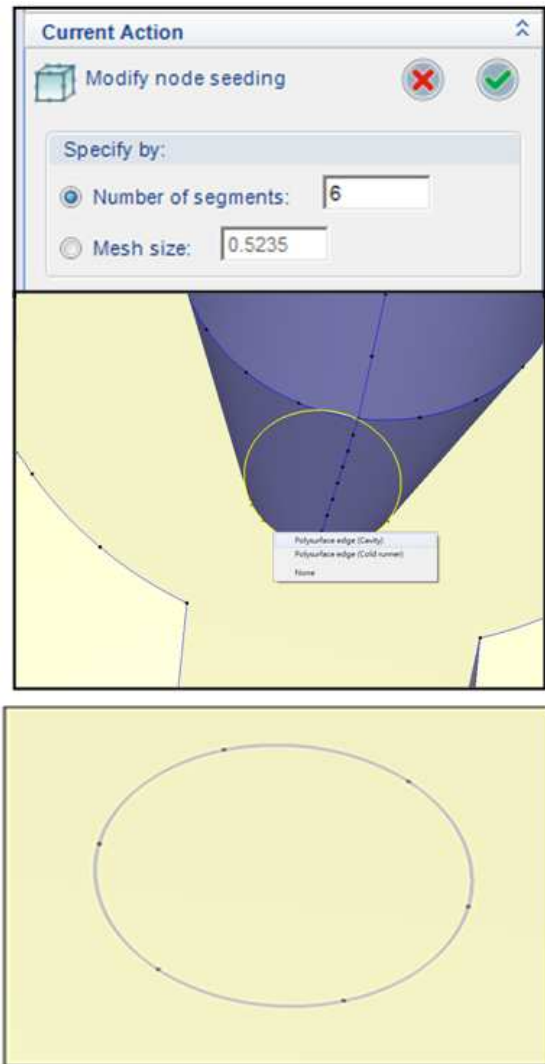 Current Action
Modify node seeding
Specify by:
Number of segments: 6
Mesh size: 0.5235
Polysurface edge (Cavity)
Polysurface edge (Cold runner)
None